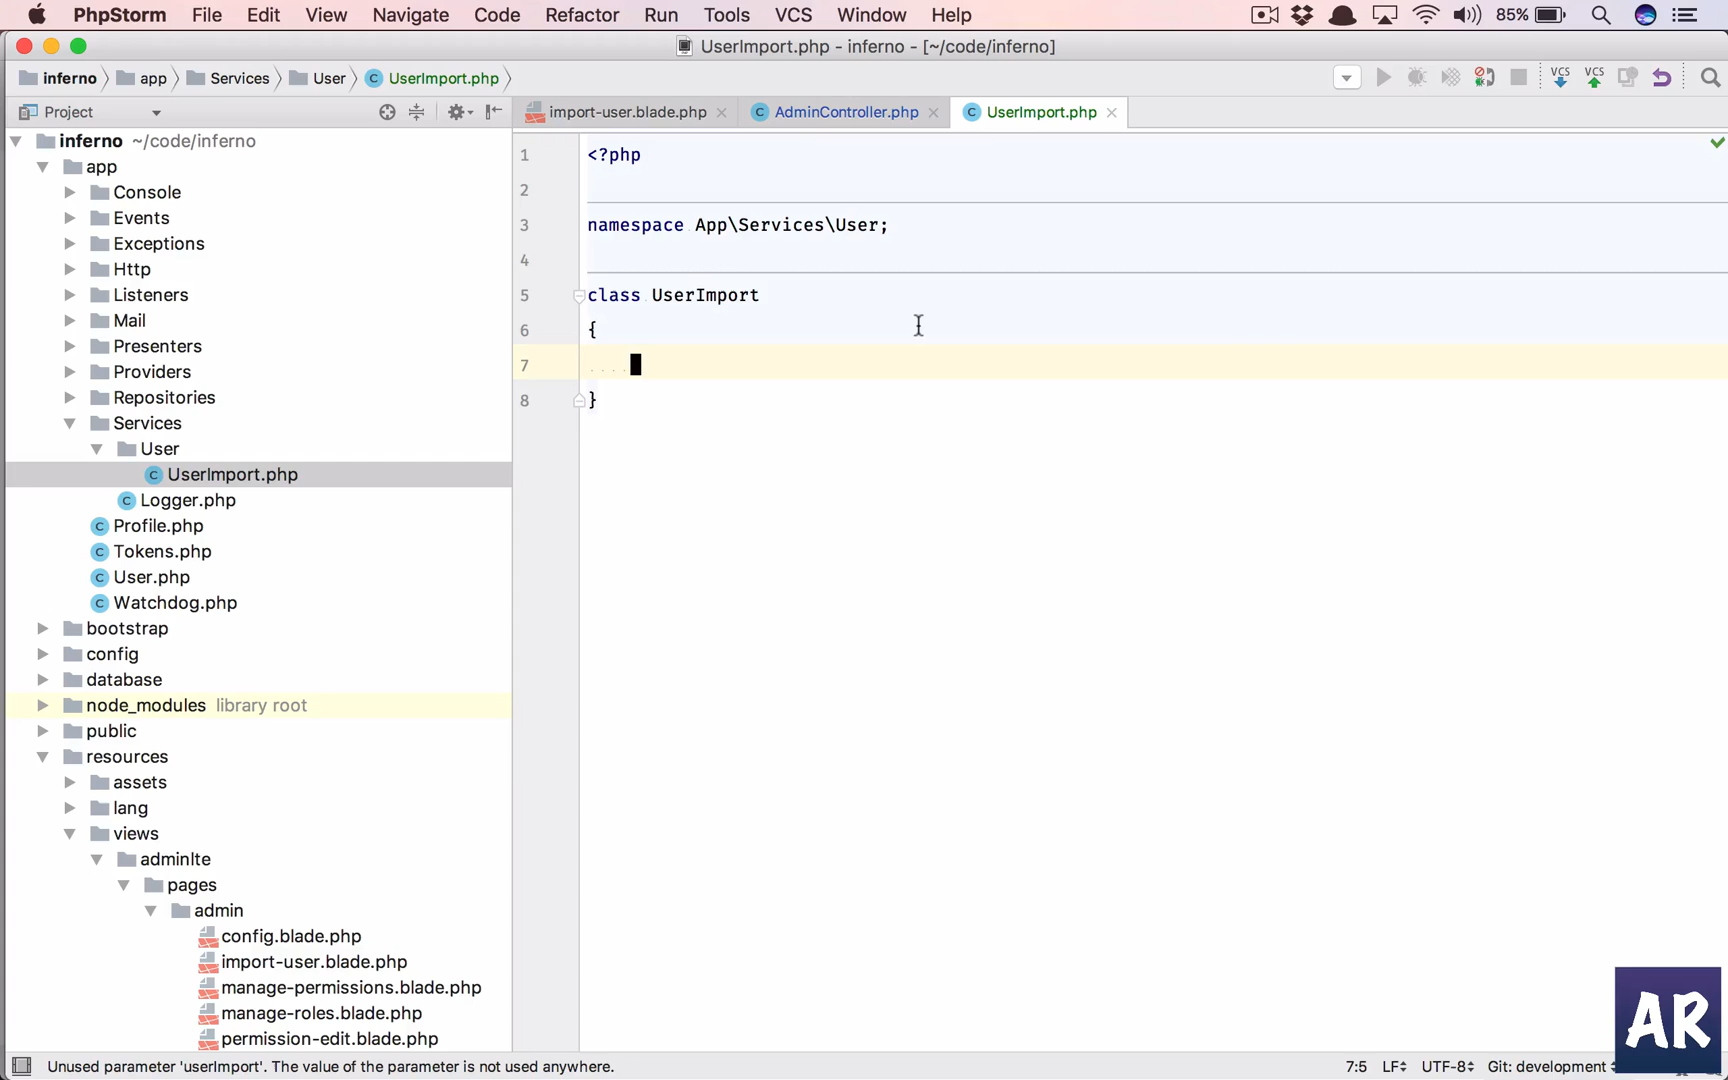 PhpStorm File Edit View Navigate Code Refactor Run Tools VCS Window Help 85%
UserImport.php - inferno - [~/code/inferno]
inferno app Services User UserImport.php VCS VCS
Project import-user.blade.php AdminController.php UserImport.php
inferno ~/code/inferno
app
Console
Events
Exceptions
Http
Listeners
Mail
Presenters
Providers
Repositories
Services
User
UserImport.php
Logger.php
Profile.php
Tokens.php
User.php
Watchdog.php
bootstrap
config
database
node_modules library root
public
resources
assets
lang
views
adminlte
pages
admin
config.blade.php
import-user.blade.php
manage-permissions.blade.php
manage-roles.blade.php
permission-edit.blade.php
1 <?php
2
3 namespace App\Services\User;
4
5 class UserImport
6 {
7
8 }
AR
Unused parameter 'userImport'. The value of the parameter is not used anywhere. 7:5 LF UTF-8 Git: development